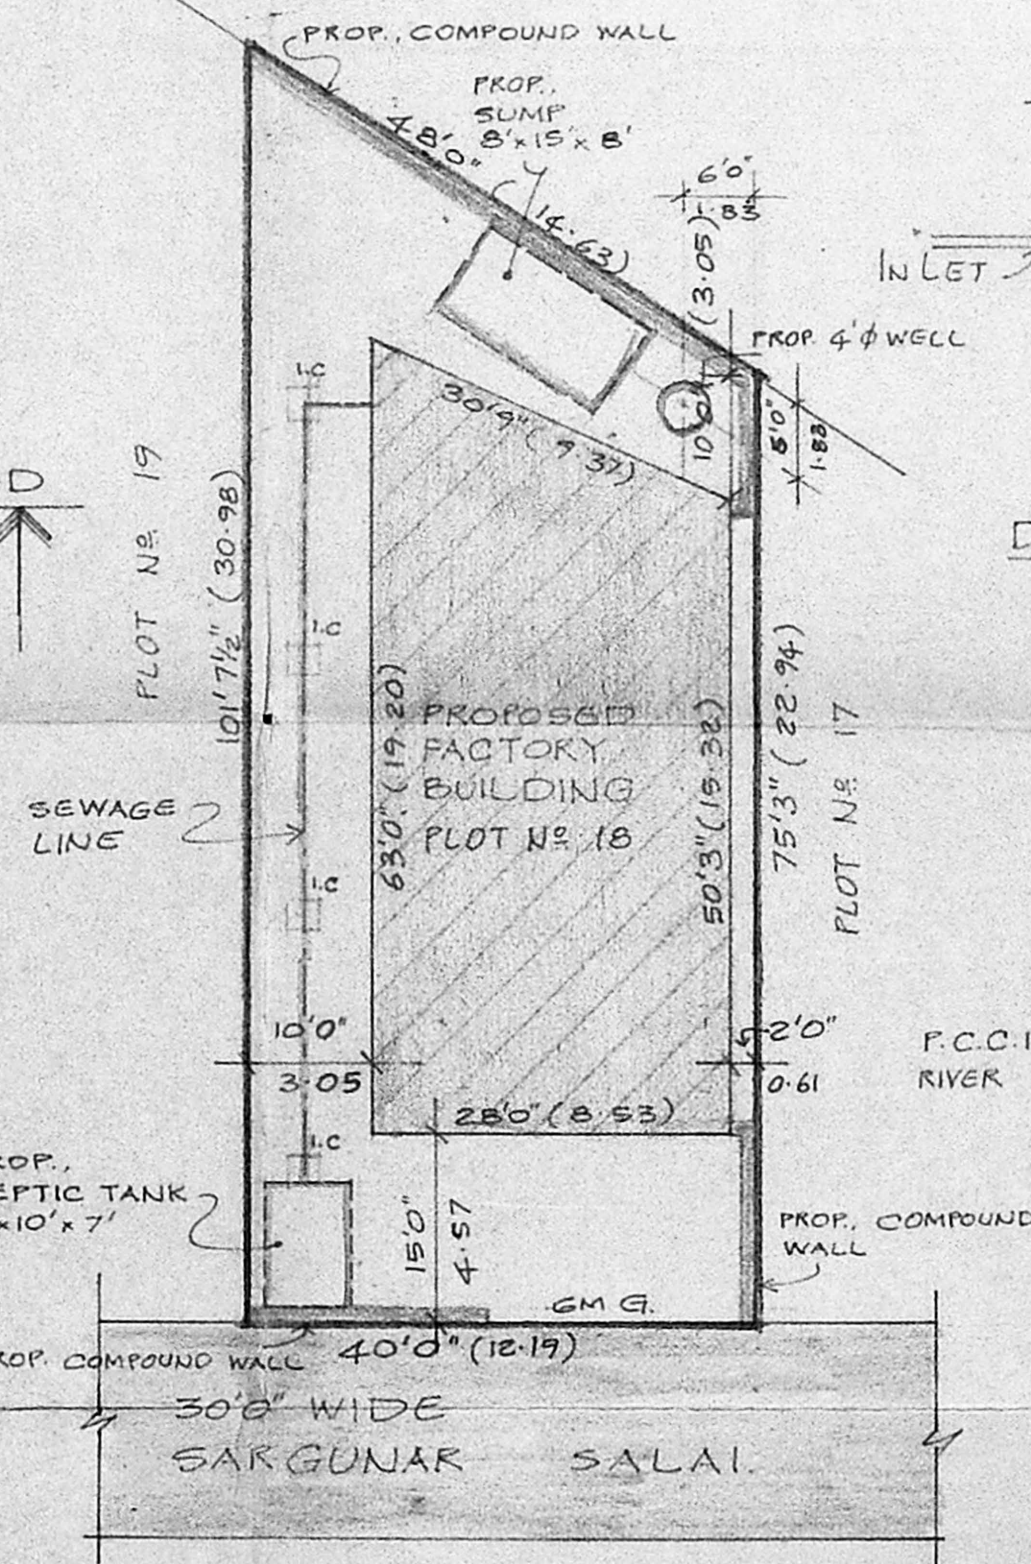 PROP., COMPOUND WALL
PROP.,
SUMP
8'x15'x 8'
48'0"
(14.63)
6'0"
1.83
(3.05)
10'0"
INLET
PROP. 4'φ WELL
5'0"
1.83
I.C
30'9" (9.37)
D
D
PLOT Nº 19
101' 7½" (30.98)
I.C
63'0" (19.20)
PROPOSED
FACTORY
BUILDING
PLOT Nº 18
50'3" (15.32)
75'3" (22.94)
PLOT Nº 17
SEWAGE
LINE
I.C
10'0"
3.05
2'0"
0.61
P.C.C.
RIVER
28'0" (8.53)
I.C
ROP.,
EPTIC TANK
x10'x 7'
15'0"
4.57
PROP., COMPOUND
WALL
6M G.
ROP. COMPOUND WALL
40'0" (12.19)
30'0" WIDE
SARGUNAR SALAI.